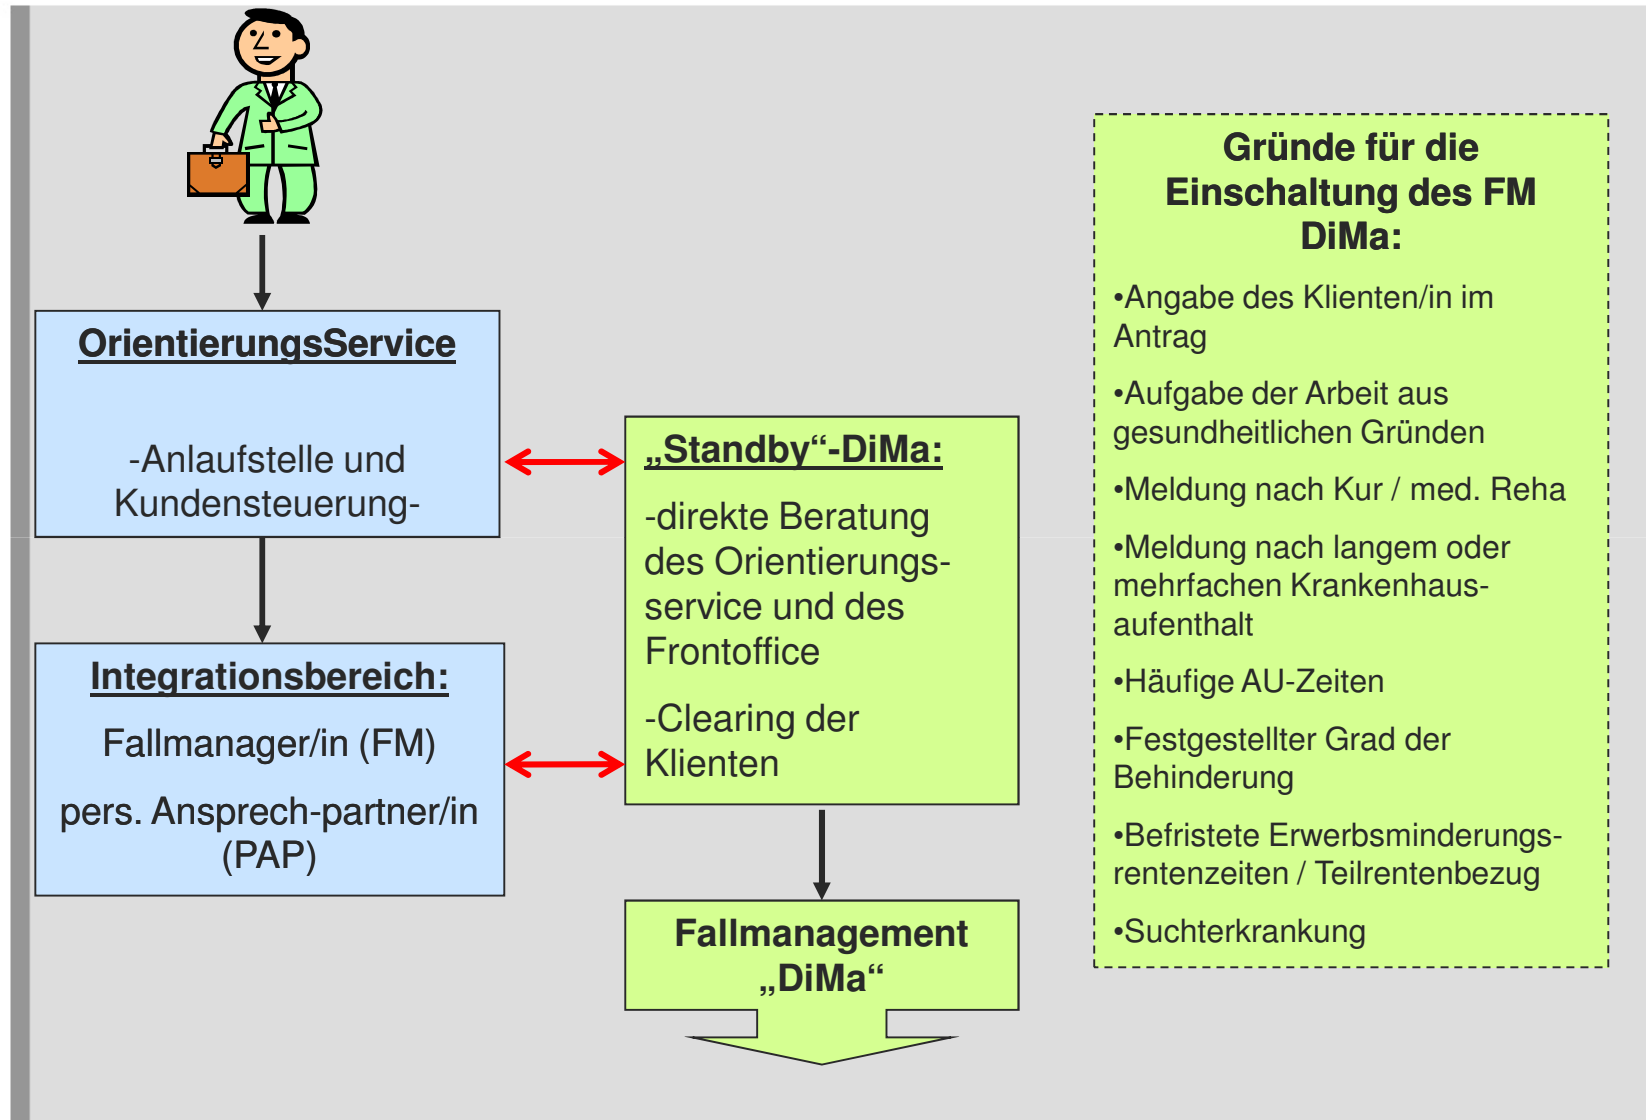 OrientierungsService
-Anlaufstelle und
Kundensteuerung-
Integrationsbereich:
Fallmanager/in (FM)
pers. Ansprech-partner/in
(PAP)
„Standby“-DiMa:
-direkte Beratung
des Orientierungs-
service und des
Frontoffice
-Clearing der
Klienten
Fallmanagement
„DiMa“
Gründe für die
Einschaltung des FM
DiMa:
•Angabe des Klienten/in im
Antrag
•Aufgabe der Arbeit aus
gesundheitlichen Gründen
•Meldung nach Kur / med. Reha
•Meldung nach langem oder
mehrfachen Krankenhaus-
aufenthalt
•Häufige AU-Zeiten
•Festgestellter Grad der
Behinderung
•Befristete Erwerbsminderungs-
rentenzeiten / Teilrentenbezug
•Suchterkrankung